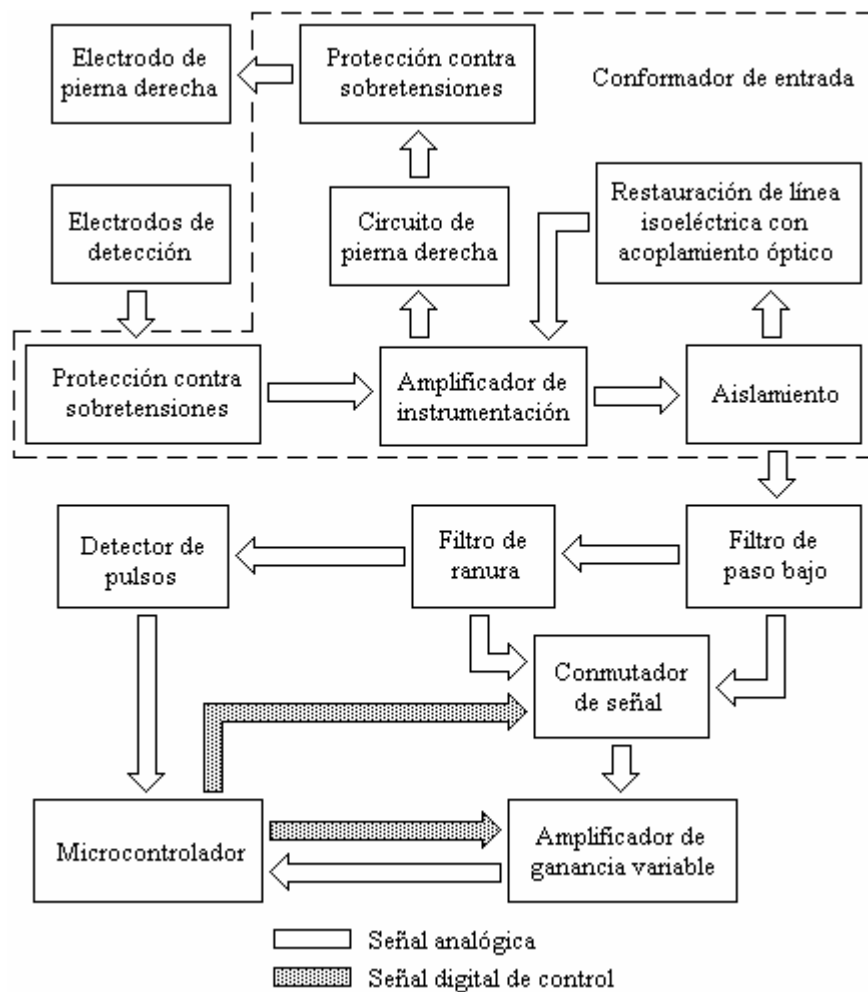 Electrodo de
pierna derecha
Protección contra
sobretensiones
Conformador de entrada
Electrodos de
detección
Circuito de
pierna derecha
Restauración de línea
isoeléctrica con
acoplamiento óptico
Protección contra
sobretensiones
Amplificador de
instrumentación
Aislamiento
Detector de
pulsos
Filtro de
ranura
Filtro de
paso bajo
Conmutador
de señal
Microcontrolador
Amplificador de
ganancia variable
Señal analógica
Señal digital de control